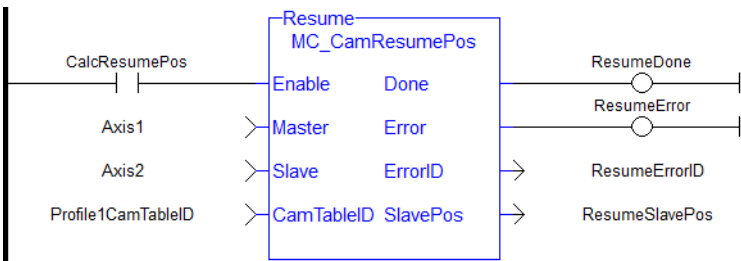 Resume
MC_CamResumePos
CalcResumePos
Enable Done
ResumeDone
Axis1
Master Error
ResumeError
Axis2
Slave ErrorID
ResumeErrorID
Profile1CamTableID
CamTableID SlavePos
ResumeSlavePos